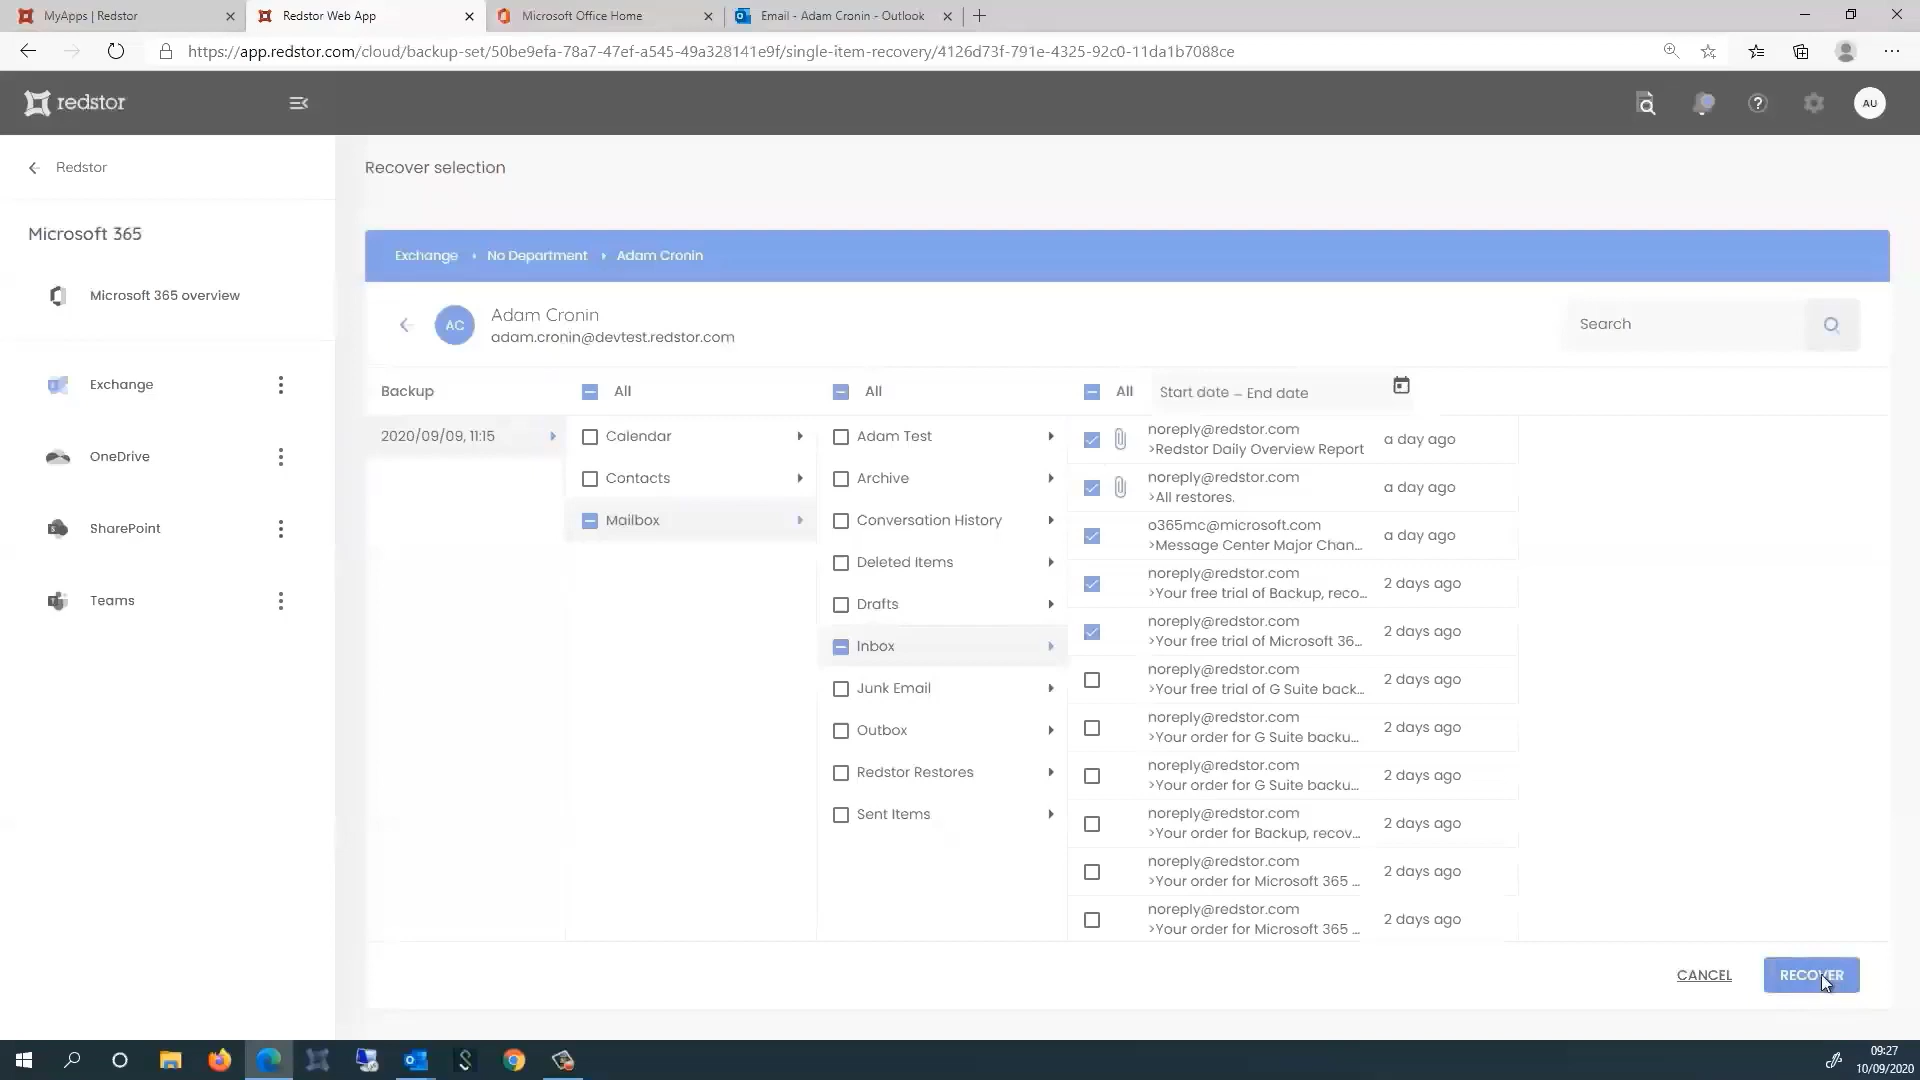 MyApps | Redstor
Redstor Web App
Microsoft Office Home
Email - Adam Cronin - Outlook
https://app.redstor.com/cloud/backup-set/50be9efa-78a7-47ef-a545-49a328141e9f/single-item-recovery/4126d73f-791e-4325-92c0-11da1b7088ce
redstor
AU
Redstor
Microsoft 365
Microsoft 365 overview
Exchange
OneDrive
SharePoint
Teams
Recover selection
Exchange No Department Adam Cronin
AC
Adam Cronin
adam.cronin@devtest.redstor.com
Search
Backup
All
All
All
Start date – End date
2020/09/09, 11:15
Calendar
Contacts
Mailbox
Adam Test
Archive
Conversation History
Deleted Items
Drafts
Inbox
Junk Email
Outbox
Redstor Restores
Sent Items
noreply@redstor.com
>Redstor Daily Overview Report
a day ago
noreply@redstor.com
>All restores.
a day ago
o365mc@microsoft.com
>Message Center Major Chan...
a day ago
noreply@redstor.com
>Your free trial of Backup, reco...
2 days ago
noreply@redstor.com
>Your free trial of Microsoft 36...
2 days ago
noreply@redstor.com
>Your free trial of G Suite back...
2 days ago
noreply@redstor.com
>Your order for G Suite backu...
2 days ago
noreply@redstor.com
>Your order for G Suite backu...
2 days ago
noreply@redstor.com
>Your order for Backup, recov...
2 days ago
noreply@redstor.com
>Your order for Microsoft 365 ...
2 days ago
noreply@redstor.com
>Your order for Microsoft 365 ...
2 days ago
CANCEL
RECOVER
09:27
10/09/2020